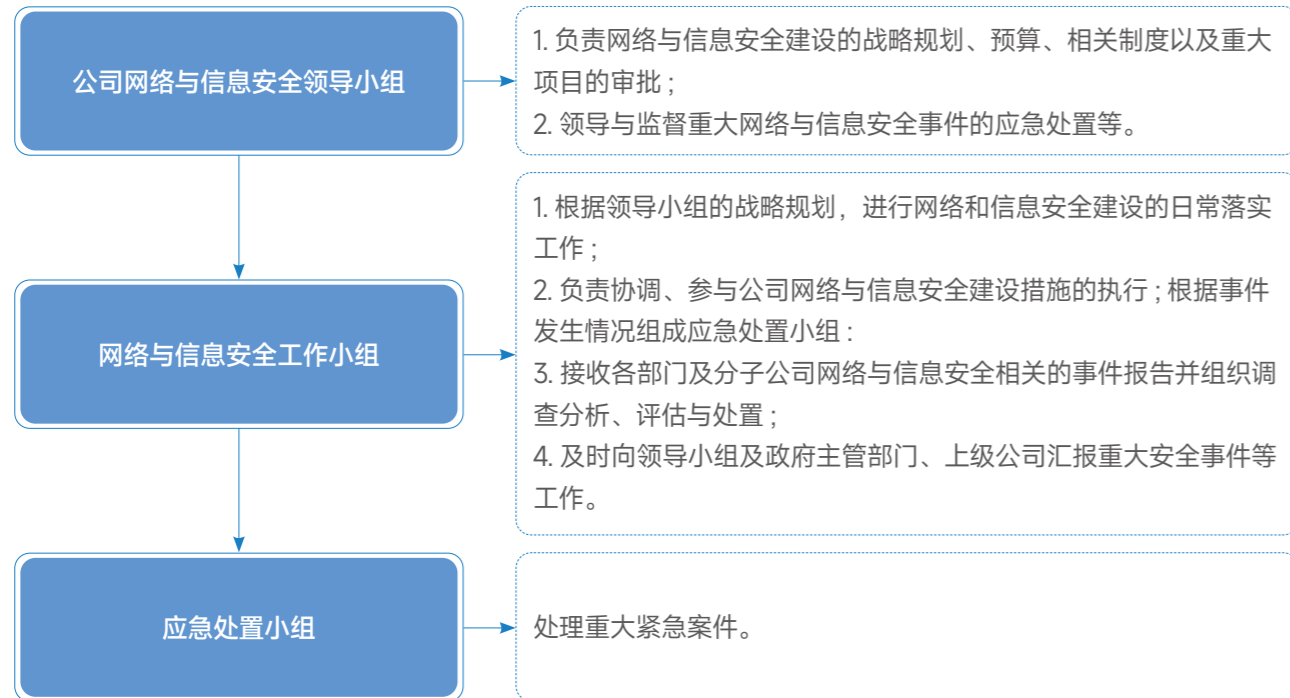 公司网络与信息安全领导小组
1. 负责网络与信息安全建设的战略规划、预算、相关制度以及重大
项目的审批；
2. 领导与监督重大网络与信息安全事件的应急处置等。
网络与信息安全工作小组
1. 根据领导小组的战略规划，进行网络和信息安全建设的日常落实
工作；
2. 负责协调、参与公司网络与信息安全建设措施的执行；根据事件
发生情况组成应急处置小组：
3. 接收各部门及分子公司网络与信息安全相关的事件报告并组织调
查分析、评估与处置；
4. 及时向领导小组及政府主管部门、上级公司汇报重大安全事件等
工作。
应急处置小组
处理重大紧急案件。